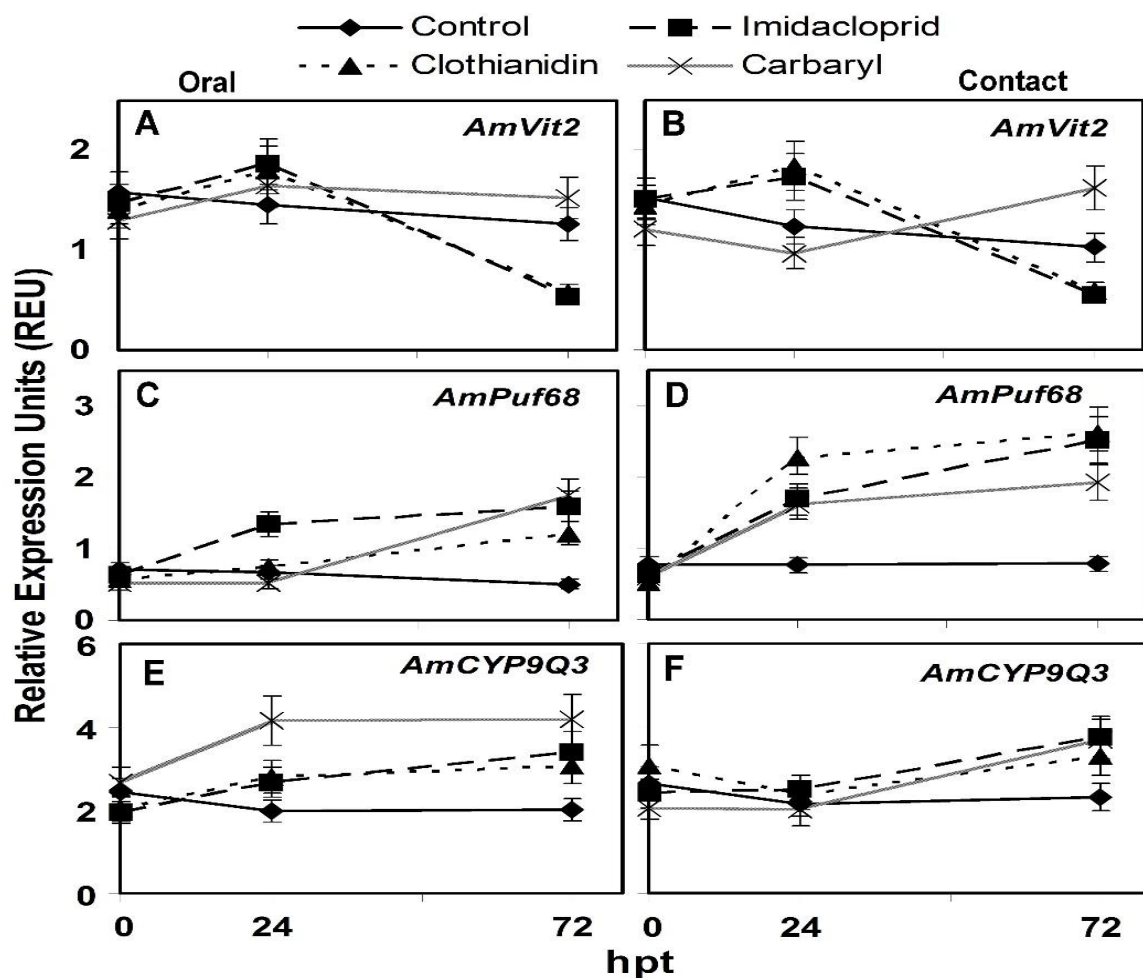 Control Imidacloprid
Clothianidin Carbaryl
Oral Contact
A AmVit2 B AmVit2
2
1
0
C AmPuf68 D AmPuf68
3
2
1
0
E AmCYP9Q3 F AmCYP9Q3
6
4
2
0
0 24 72 0 24 72
hpt
Relative Expression Units (REU)